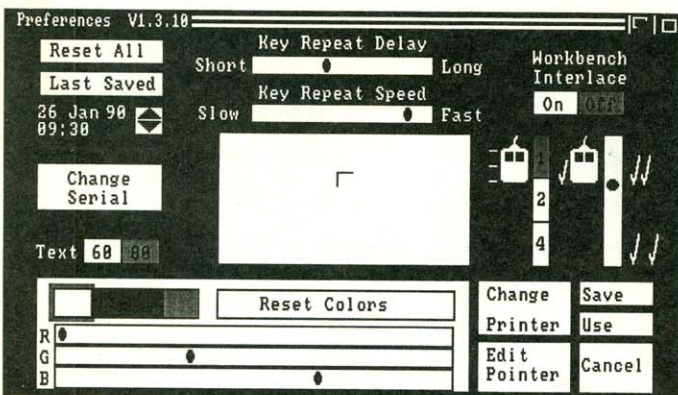 Preferences V1.3.10
Reset All
Last Saved
26 Jan 90
09:30
Change
Serial
Text 60 80
Key Repeat Delay
Short Long
Key Repeat Speed
Slow Fast
Workbench
Interlace
On Off
1
2
4
Reset Colors
R
G
B
Change
Printer
Edit
Pointer
Save
Use
Cancel